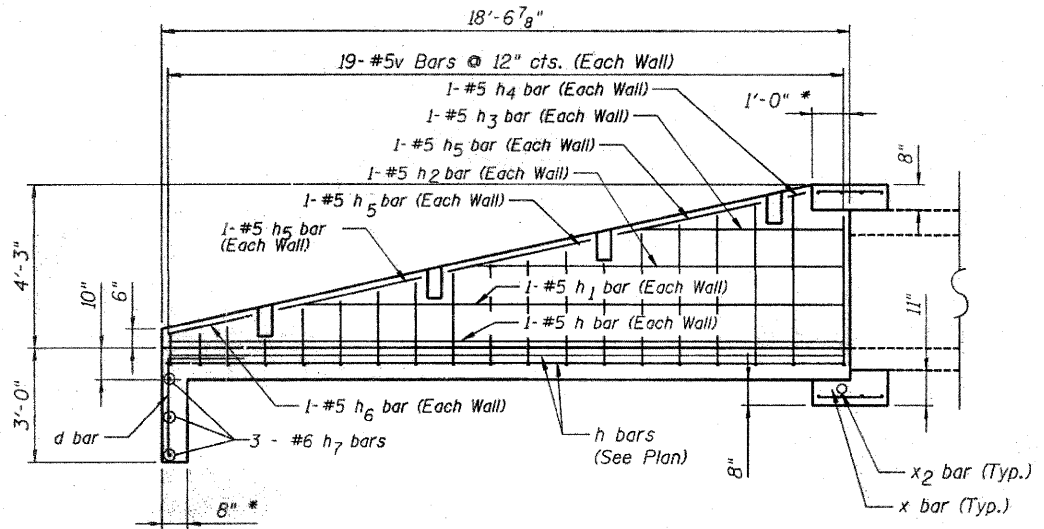 18'-6 7/8"
19-#5v Bars @ 12" cts. (Each Wall)
1-#5 h4 bar (Each Wall)
1-#5 h3 bar (Each Wall)
1-#5 h5 bar (Each Wall)
1-#5 h2 bar (Each Wall)
1-#5 h5 bar (Each Wall)
1-#5 h5 bar
(Each Wall)
1'-0" *
8"
4'-3"
10"
6"
1-#5 h1 bar (Each Wall)
1-#5 h bar (Each Wall)
11"
3'-0"
1-#5 h6 bar (Each Wall)
d bar
3 - #6 h7 bars
h bars
(See Plan)
8"
x2 bar (Typ.)
x bar (Typ.)
8" *